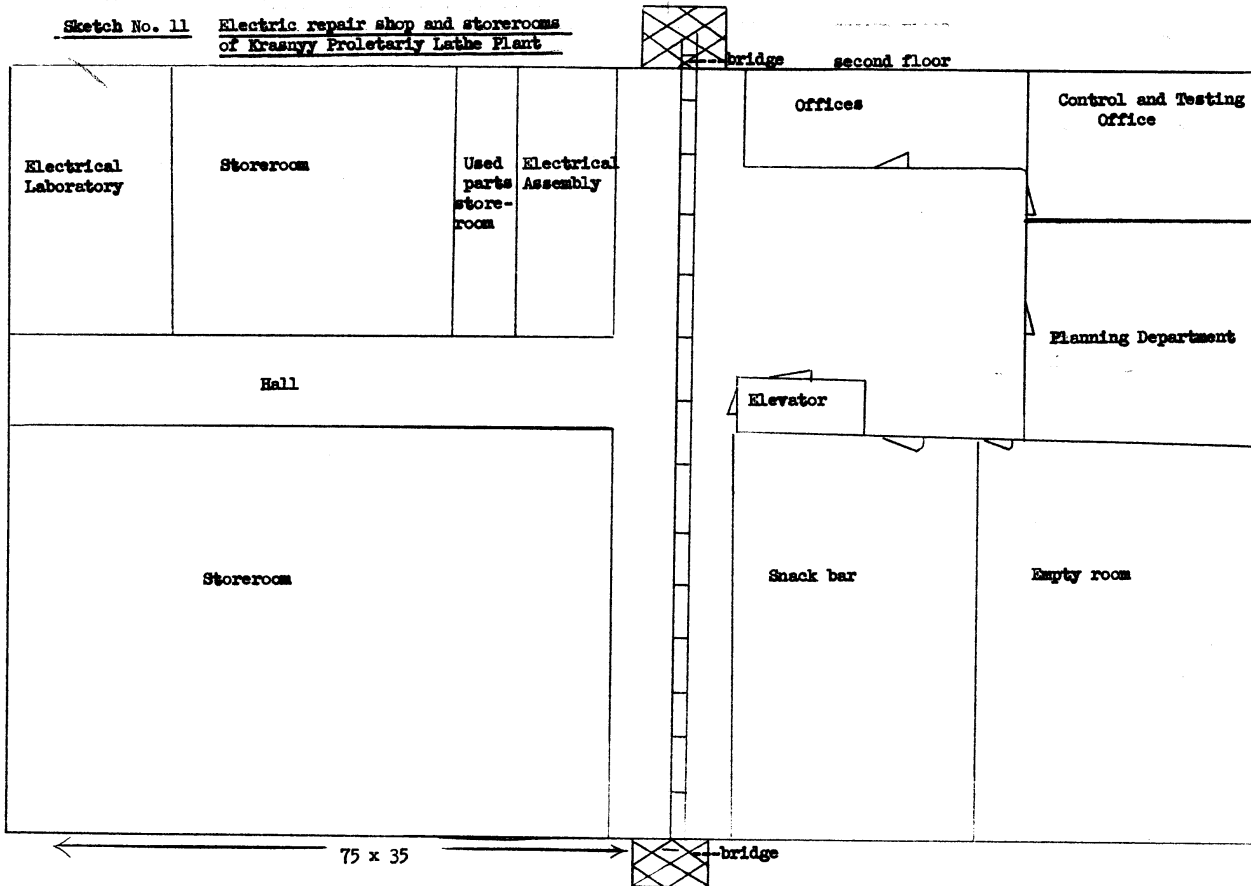 Sketch No. 11 Electric repair shop and storerooms
of Krasnyy Proletariy Lathe Plant
bridge
second floor
Offices
Control and Testing
Office
Electrical
Laboratory
Storeroom
Used
parts
store-
room
Electrical
Assembly
Planning Department
Hall
Elevator
Storeroom
Snack bar
Empty room
75 x 35
bridge